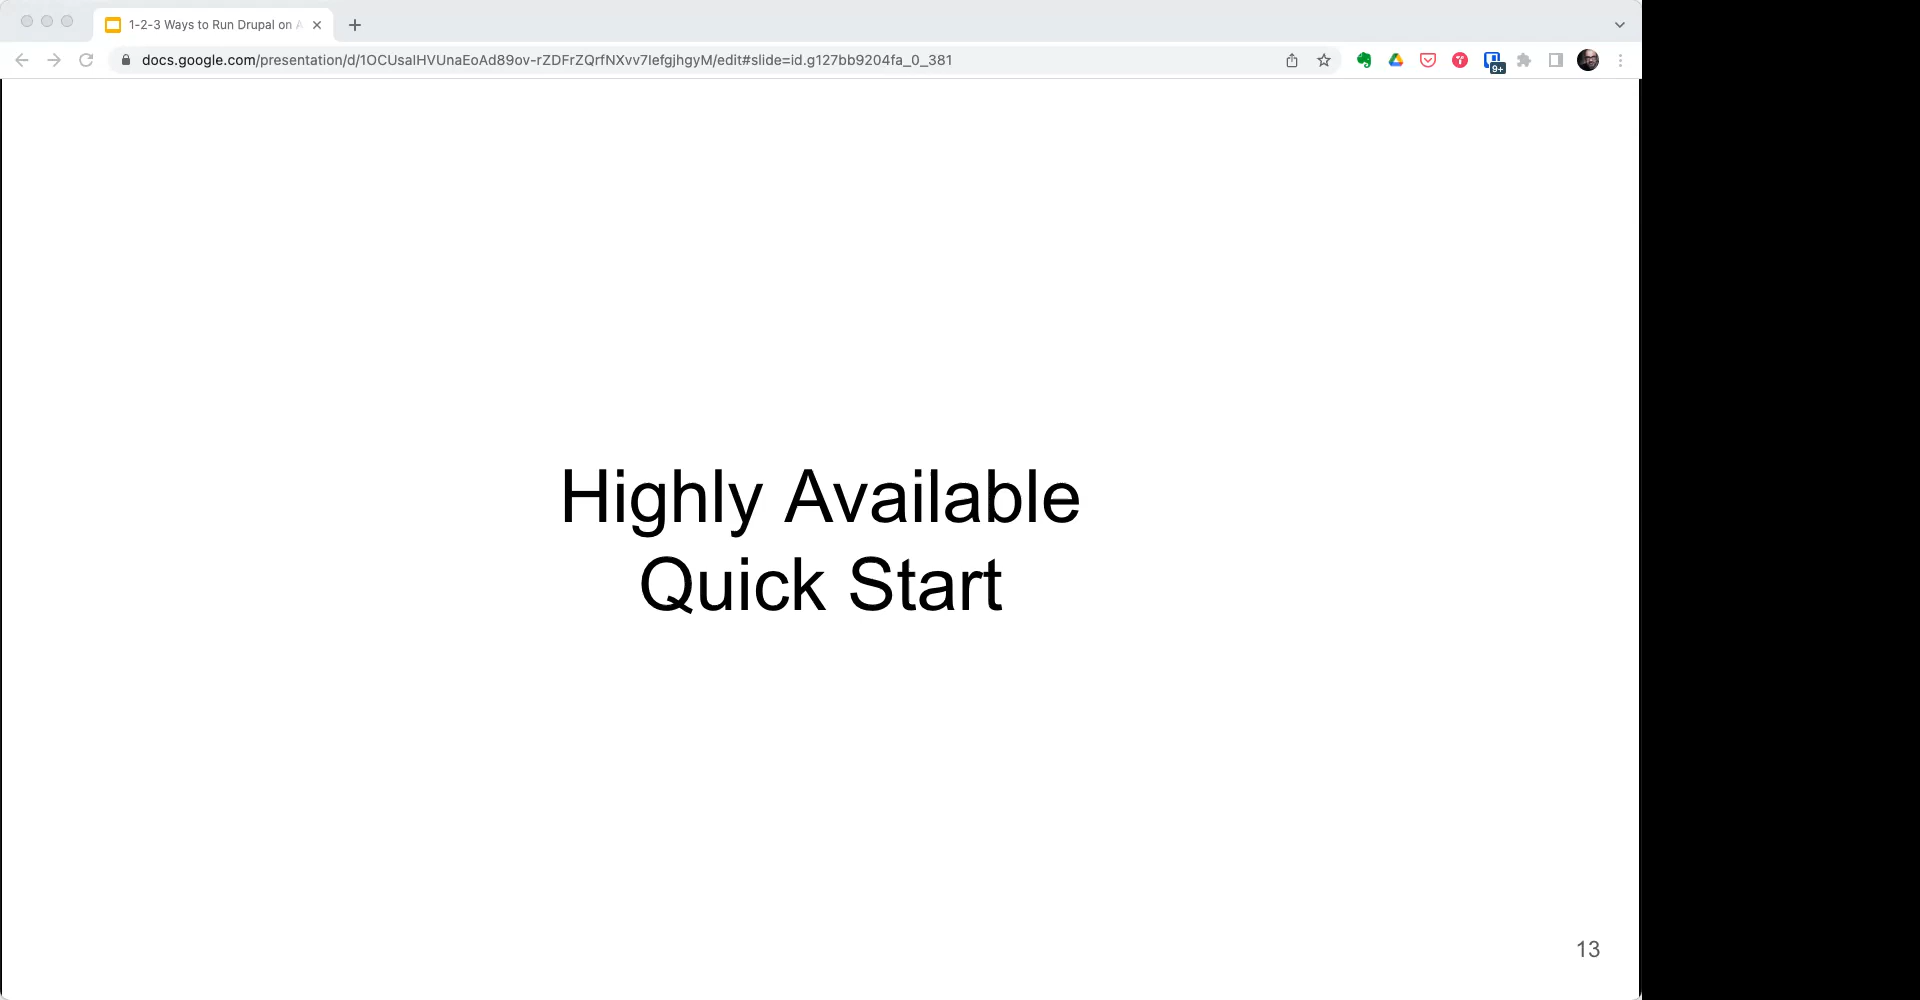 1-2-3 Ways to Run Drupal on A
docs.google.com/presentation/d/1OCUsalHVUnaEoAd89ov-rZDFrZQrfNXvv7lefgjhgyM/edit#slide=id.g127bb9204fa_0_381
9+
Highly Available
Quick Start
13